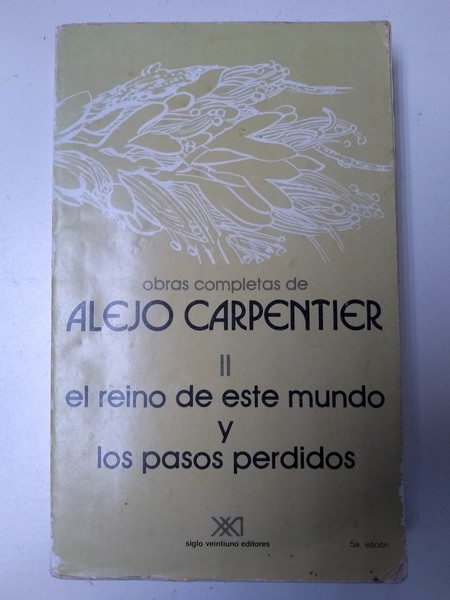 obras completas de
ALEJO CARPENTIER
II
el reino de este mundo
y
los pasos perdidos
XXI
siglo veintiuno editores
5a. edición